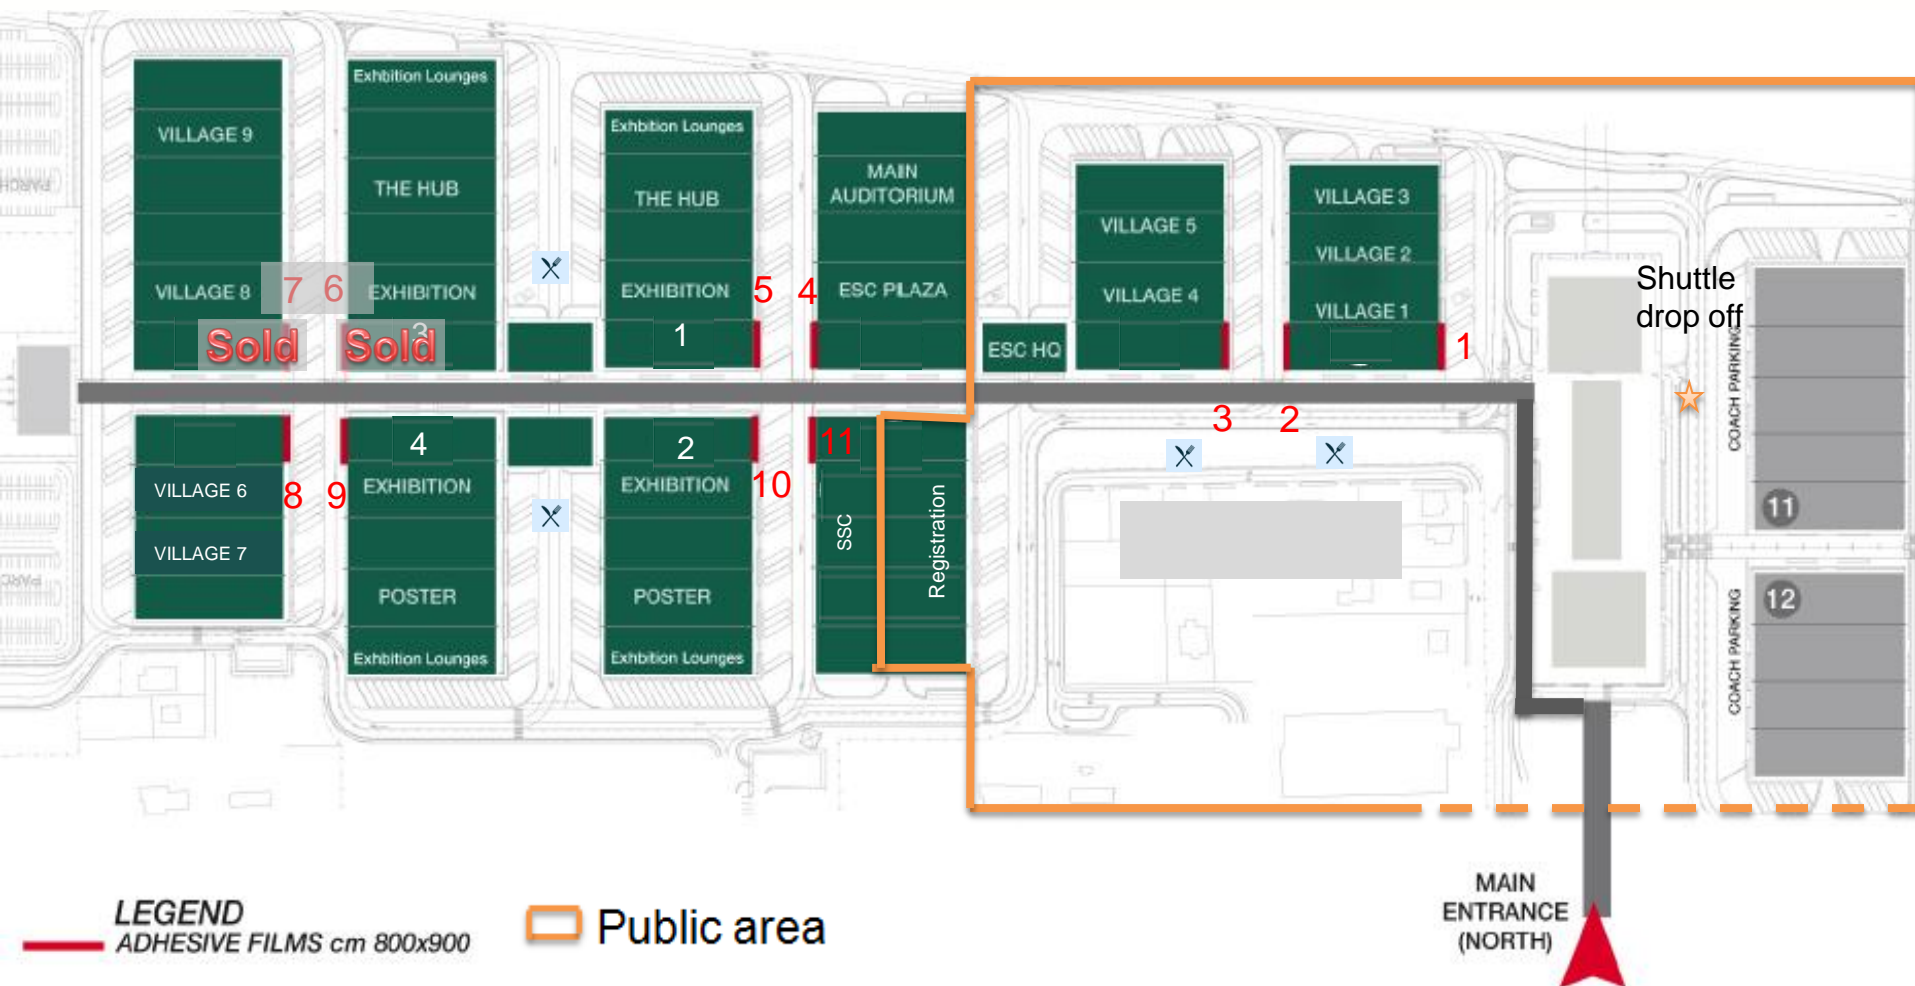 Exhbition Lounges
VILLAGE 9
THE HUB
VILLAGE 8
7
6
EXHIBITION
3
Sold
Sold
Exhbition Lounges
THE HUB
EXHIBITION
1
5
4
MAIN
AUDITORIUM
ESC PLAZA
ESC HQ
VILLAGE 5
VILLAGE 4
VILLAGE 3
VILLAGE 2
VILLAGE 1
1
3
2
Shuttle
drop off
COACH PARKING
11
12
COACH PARKING
VILLAGE 6
VILLAGE 7
8
9
4
EXHIBITION
POSTER
Exhbition Lounges
2
EXHIBITION
10
POSTER
Exhbition Lounges
11
SSC
Registration
LEGEND
ADHESIVE FILMS cm 800x900
Public area
MAIN
ENTRANCE
(NORTH)